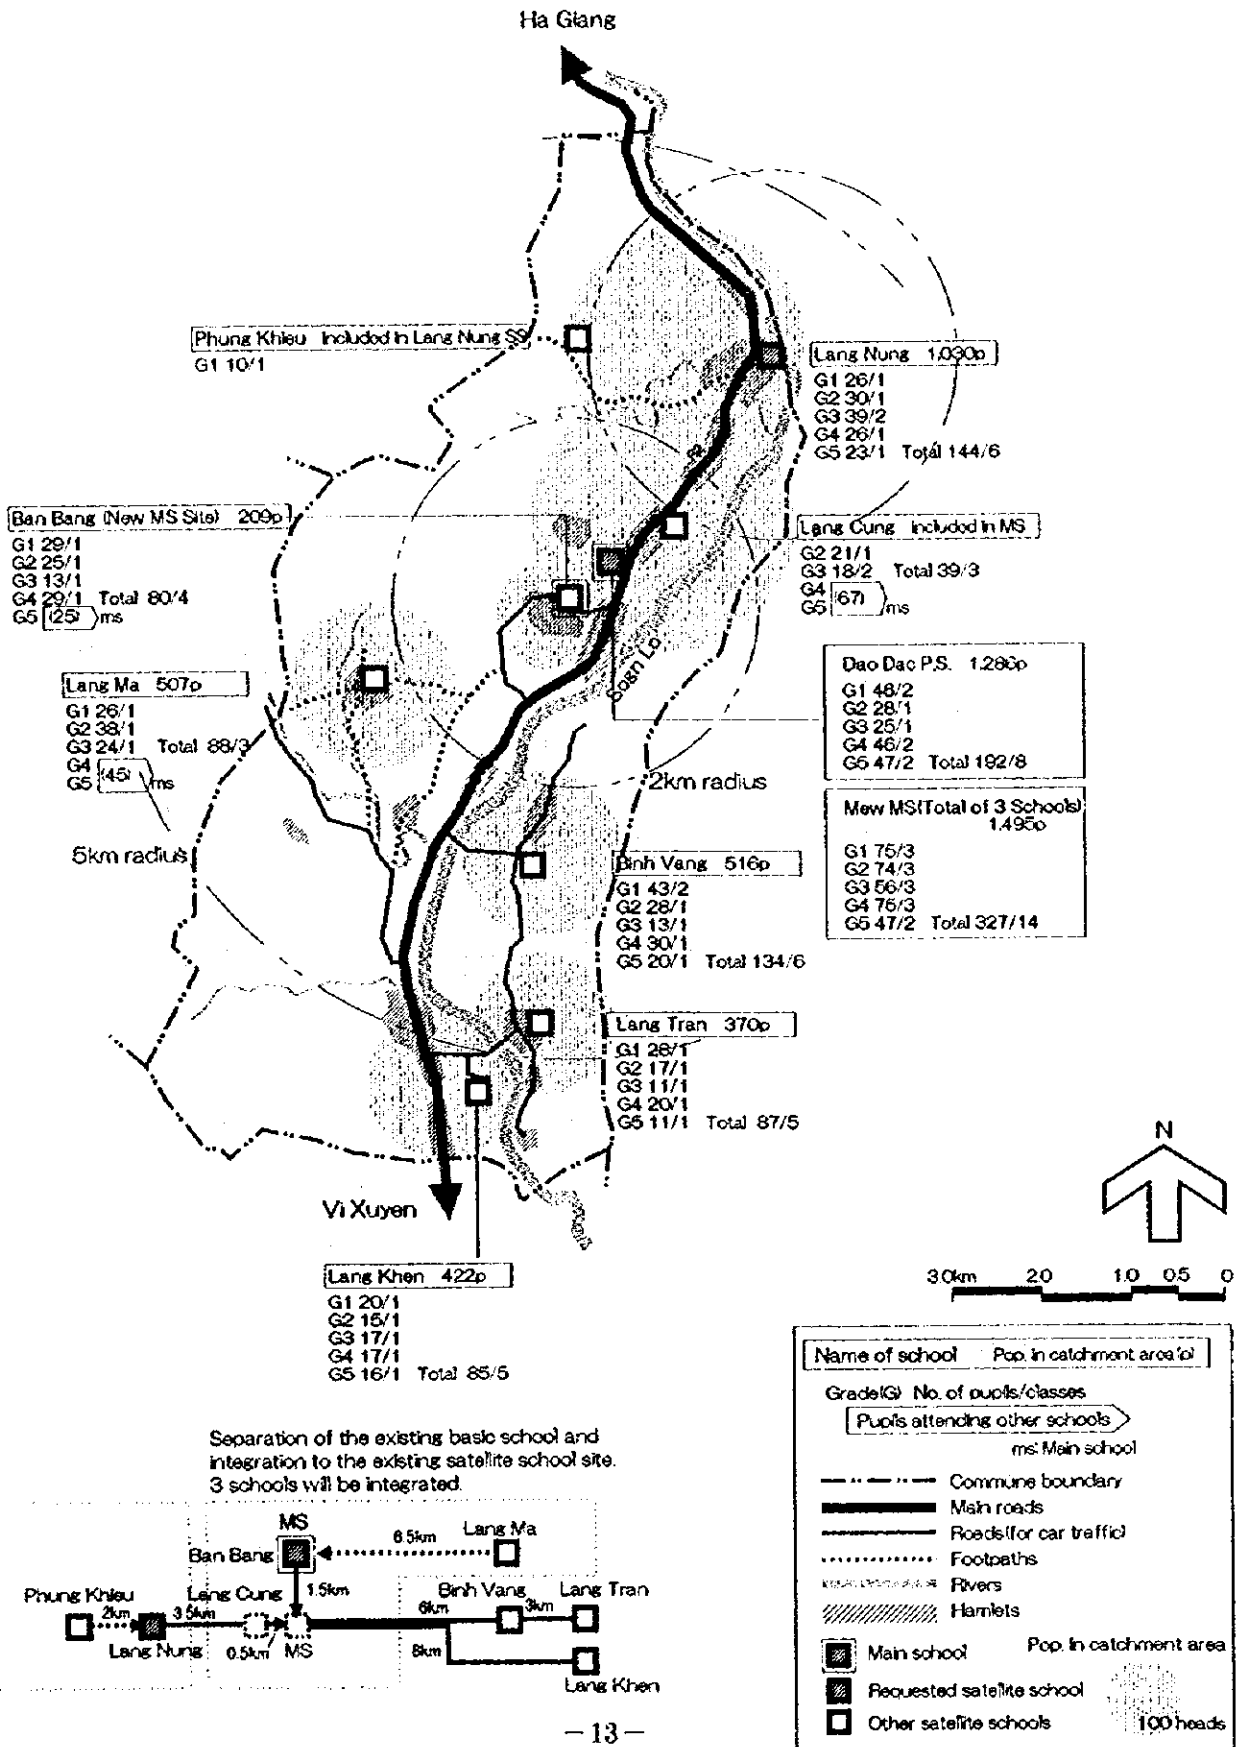 Ha Giang
Phung Khieu Included in Lang Nung SS
G1 10/1
Lang Nung 1,030p
G1 26/1
G2 30/1
G3 39/2
G4 26/1
G5 23/1 Total 144/6
R2
Ban Bang (New MS Site) 209p
G1 29/1
G2 25/1
G3 13/1
G4 29/1 Total 80/4
G5 (25) ms
Lang Cung Included in MS
G2 21/1
G3 18/2 Total 39/3
G4
G5 (67) ms
Sogn Lo
Lang Ma 507p
G1 26/1
G2 38/1
G3 24/1 Total 88/3
G4
G5 (45) ms
Dao Dac P.S. 1.286p
G1 46/2
G2 28/1
G3 25/1
G4 46/2
G5 47/2 Total 192/8
2km radius
Mew MS(Total of 3 Schools)
1.495p
G1 75/3
G2 74/3
G3 56/3
G4 75/3
G5 47/2 Total 327/14
5km radius
Binh Vang 516p
G1 43/2
G2 28/1
G3 13/1
G4 30/1
G5 20/1 Total 134/6
Lang Tran 370p
G1 28/1
G2 17/1
G3 11/1
G4 20/1
G5 11/1 Total 87/5
N
Vi Xuyen
Lang Khen 422p
G1 20/1
G2 15/1
G3 17/1
G4 17/1
G5 16/1 Total 85/5
3.0km 2.0 1.0 0.5 0
Name of school Pop. in catchment area(p)
Grade(G) No. of pupils/classes
Pupils attending other schools
ms: Main school
Commune boundary
Main roads
Roads(for car traffic)
Footpaths
Rivers
Hamlets
Main school Pop. in catchment area
Requested satellite school
Other satellite schools 100 heads
Separation of the existing basic school and
integration to the existing satellite school site.
3 schools will be integrated.
MS
Ban Bang 6.5km Lang Ma
Phung Khieu Lang Cung 1.5km Binh Vang Lang Tran
2km 3.5km 6km 3km
Lang Nung 0.5km MS 8km
Lang Khen
－13－